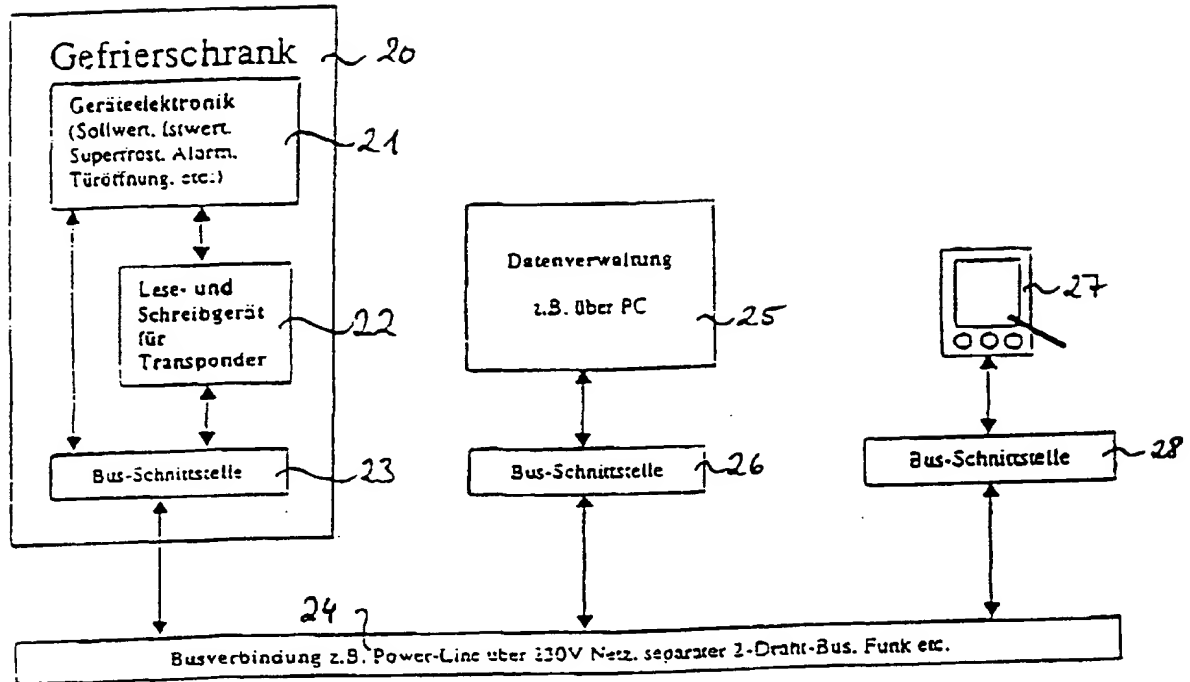 Gefrierschrank
20
Geräteelektronik
(Sollwert, Istwert,
Superfrost, Alarm,
Türöffnung, etc.)
21
Lese- und
Schreibgerät
für
Transponder
22
Bus-Schnittstelle
23
Datenverwaltung
z.B. über PC
25
Bus-Schnittstelle
26
27
Bus-Schnittstelle
28
24
Busverbindung z.B. Power-Line über 230V Netz, separater 2-Draht-Bus, Funk etc.